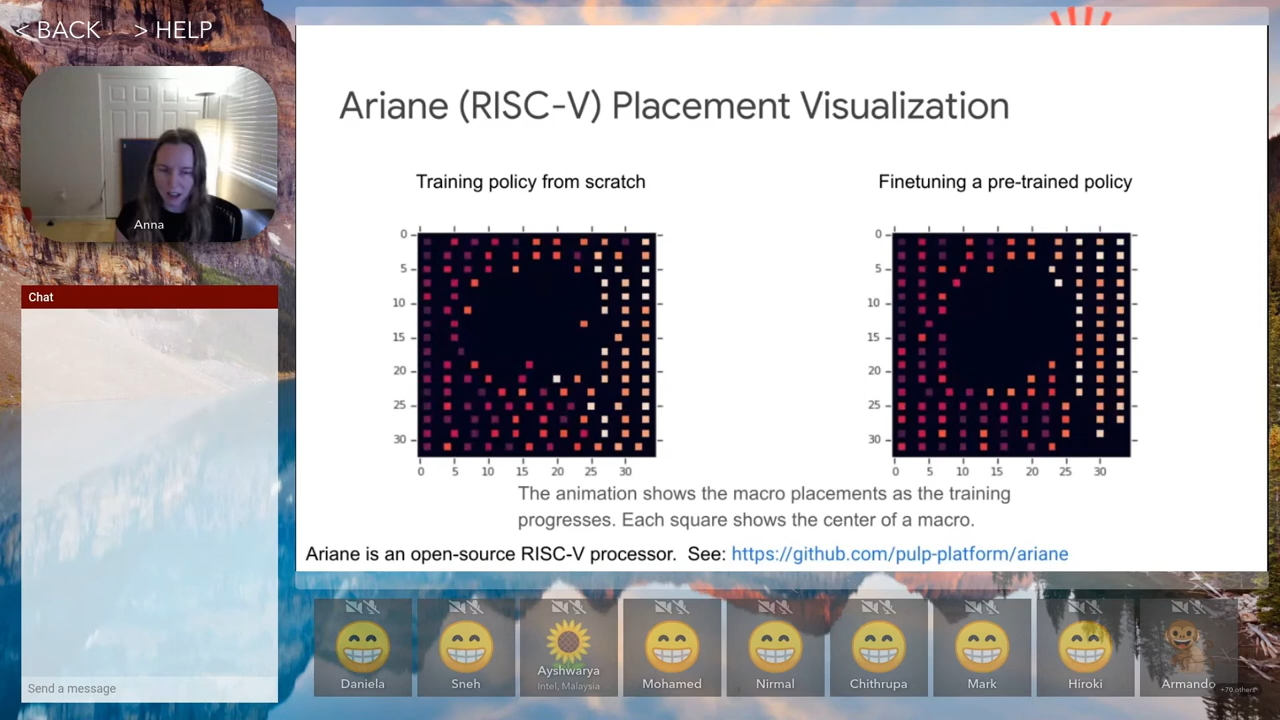 < BACK > HELP
Anna
Chat
Send a message
Ariane (RISC-V) Placement Visualization
Training policy from scratch
0
5
10
15
20
25
30
0 5 10 15 20 25 30
Finetuning a pre-trained policy
0
5
10
15
20
25
30
0 5 10 15 20 25 30
The animation shows the macro placements as the training
progresses. Each square shows the center of a macro.
Ariane is an open-source RISC-V processor. See: https://github.com/pulp-platform/ariane
Daniela
Sneh
Ayshwarya
Intel, Malaysia
Mohamed
Nirmal
Chithrupa
Mark
Hiroki
Armando
+70 others